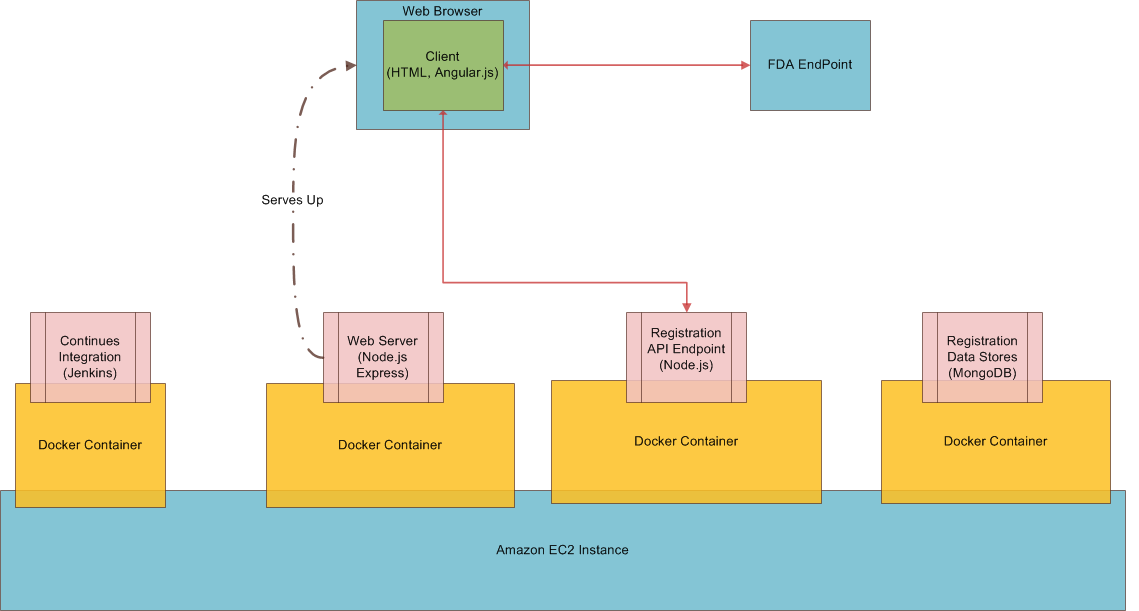 Web Browser
Client
(HTML, Angular.js)
FDA EndPoint
Serves Up
Continues
Integration
(Jenkins)
Web Server
(Node.js
Express)
Registration
API Endpoint
(Node.js)
Registration
Data Stores
(MongoDB)
Docker Container
Docker Container
Docker Container
Docker Container
Amazon EC2 Instance